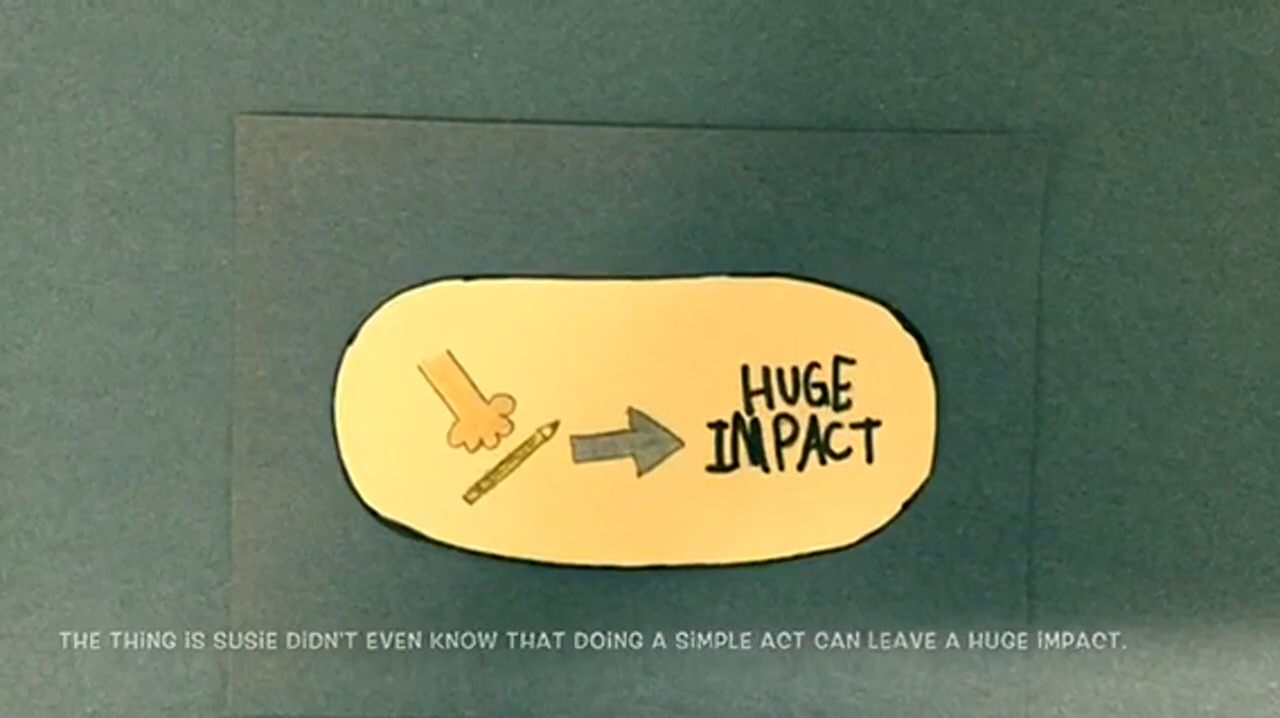 HUGE
IMPACT
THE THING IS SUSIE DIDN'T EVEN KNOW THAT DOING A SIMPLE ACT CAN LEAVE A HUGE IMPACT.